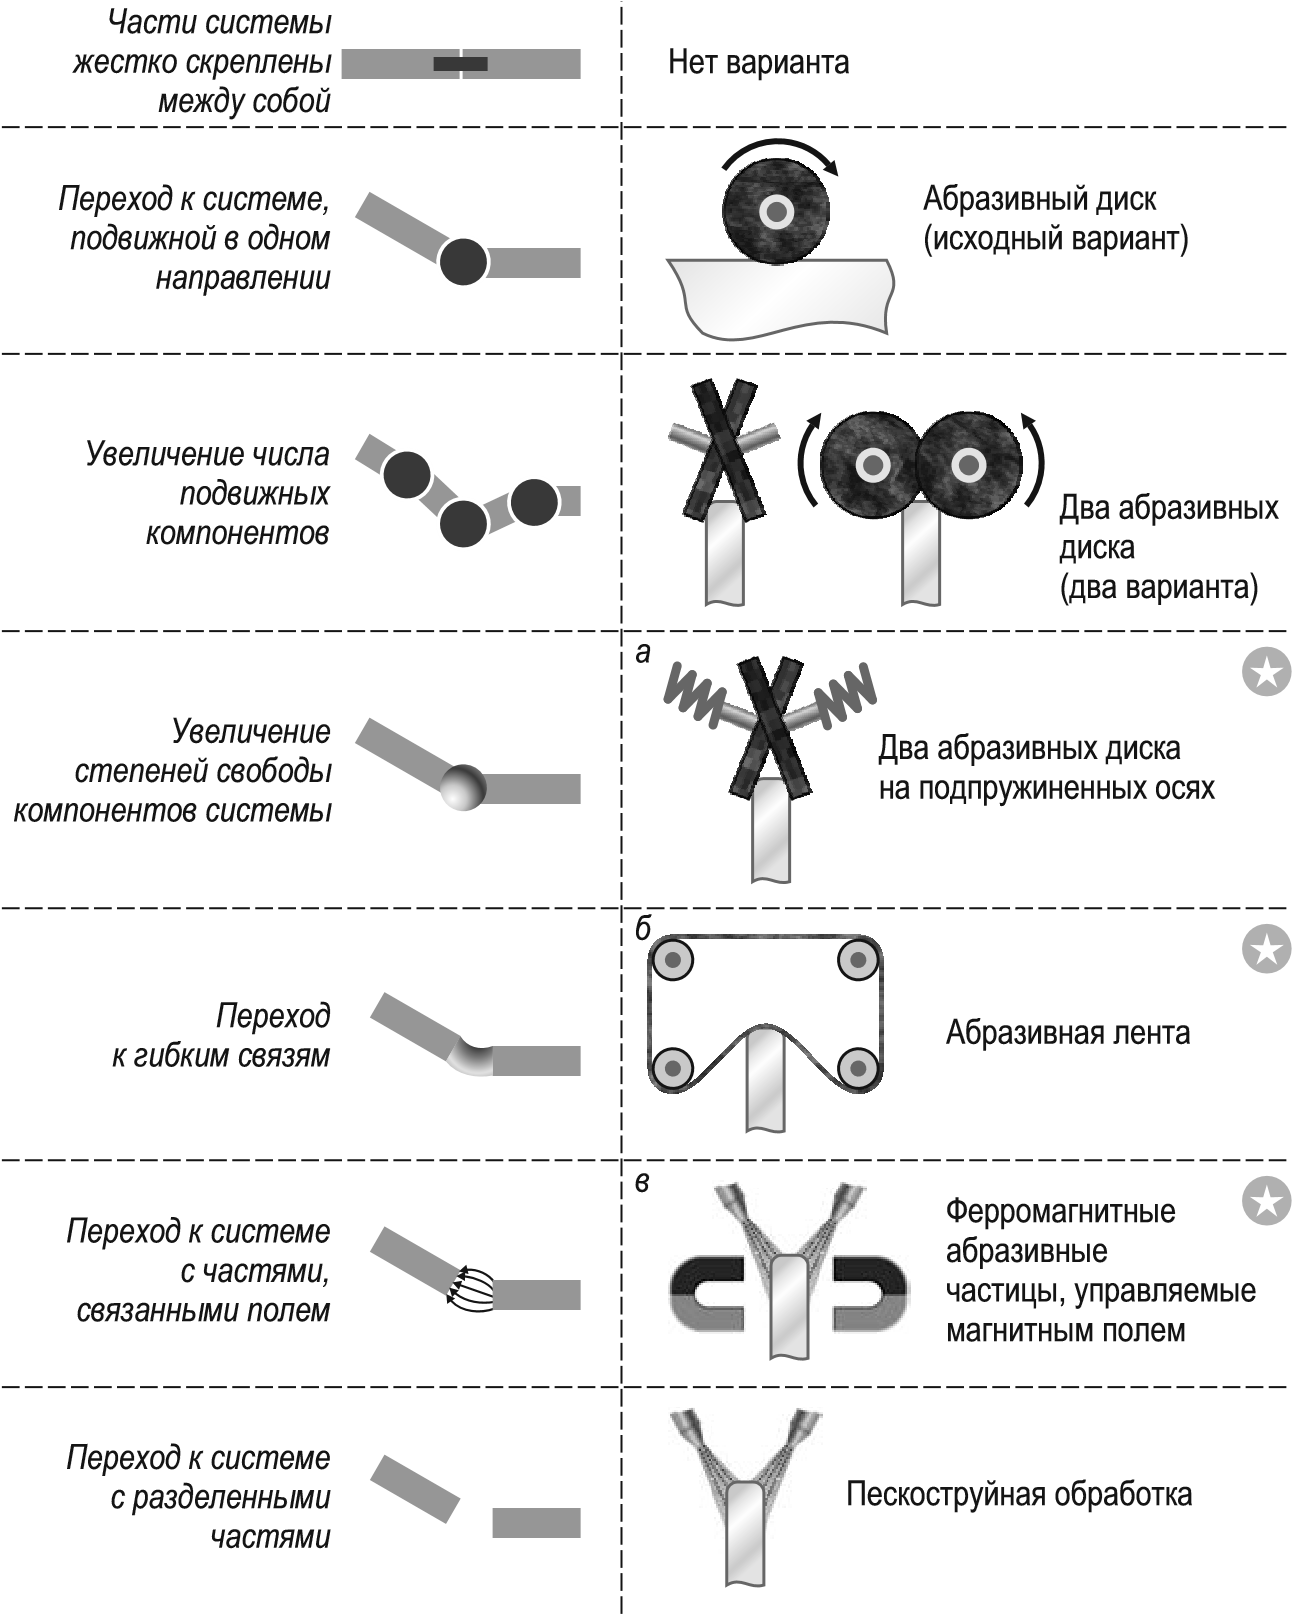 Части системы
жестко скреплены
между собой
Нет варианта
Переход к системе,
подвижной в одном
направлении
Абразивный диск
(исходный вариант)
Увеличение числа
подвижных
компонентов
Два абразивных
диска
(два варианта)
Увеличение
степеней свободы
компонентов системы
а
Два абразивных диска
на подпружиненных осях
Переход
к гибким связям
б
Абразивная лента
Переход к системе
с частями,
связанными полем
в
Ферромагнитные
абразивные
частицы, управляемые
магнитным полем
Переход к системе
с разделенными
частями
Пескоструйная обработка